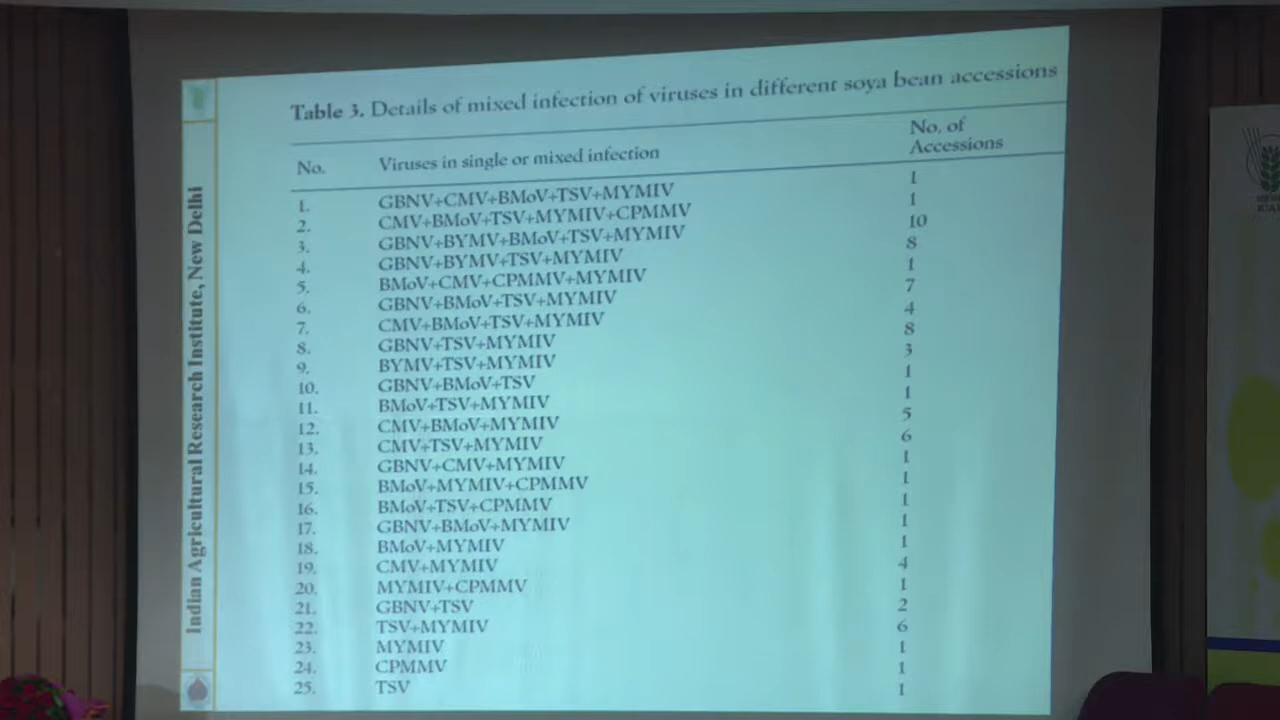 Indian Agricultural Research Institute, New Delhi
Table 3. Details of mixed infection of viruses in different soya bean accessions
No. Viruses in single or mixed infection No. of Accessions
1. GBNV+CMV+BMoV+TSV+MYMIV 1
2. CMV+BMoV+TSV+MYMIV+CPMMV 1
3. GBNV+BYMV+BMoV+TSV+MYMIV 10
4. GBNV+BYMV+TSV+MYMIV 8
5. BMoV+CMV+CPMMV+MYMIV 1
6. GBNV+BMoV+TSV+MYMIV 7
7. CMV+BMoV+TSV+MYMIV 4
8. GBNV+TSV+MYMIV 8
9. BYMV+TSV+MYMIV 3
10. GBNV+BMoV+TSV 1
11. BMoV+TSV+MYMIV 1
12. CMV+BMoV+MYMIV 5
13. CMV+TSV+MYMIV 6
14. GBNV+CMV+MYMIV 1
15. BMoV+MYMIV+CPMMV 1
16. BMoV+TSV+CPMMV 1
17. GBNV+BMoV+MYMIV 1
18. BMoV+MYMIV 1
19. CMV+MYMIV 4
20. MYMIV+CPMMV 1
21. GBNV+TSV 2
22. TSV+MYMIV 6
23. MYMIV 1
24. CPMMV 1
25. TSV 1